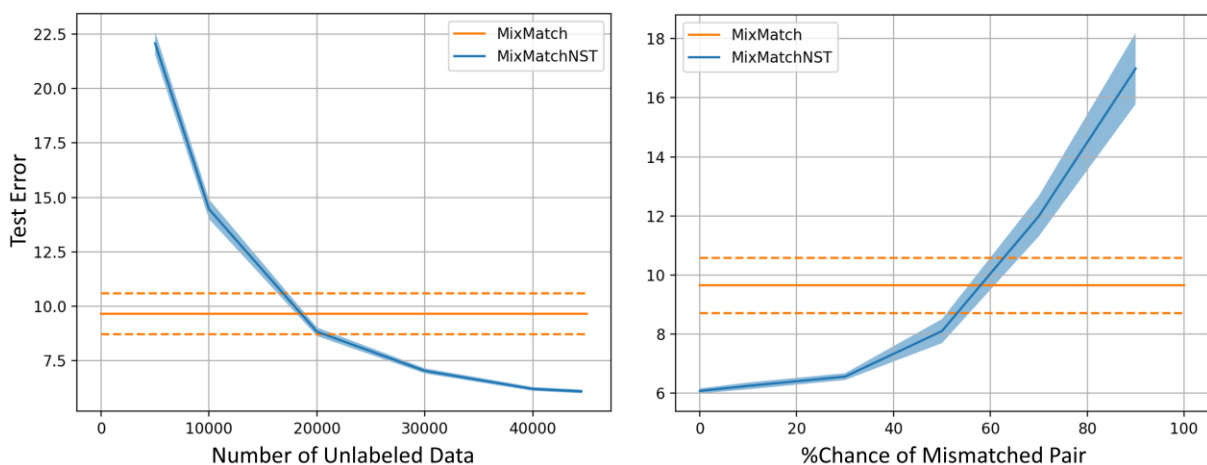 22.5
20.0
17.5
15.0
12.5
10.0
7.5
Test Error
MixMatch
MixMatchNST
0 10000 20000 30000 40000
Number of Unlabeled Data
18
16
14
12
10
8
6
MixMatch
MixMatchNST
0 20 40 60 80 100
%Chance of Mismatched Pair